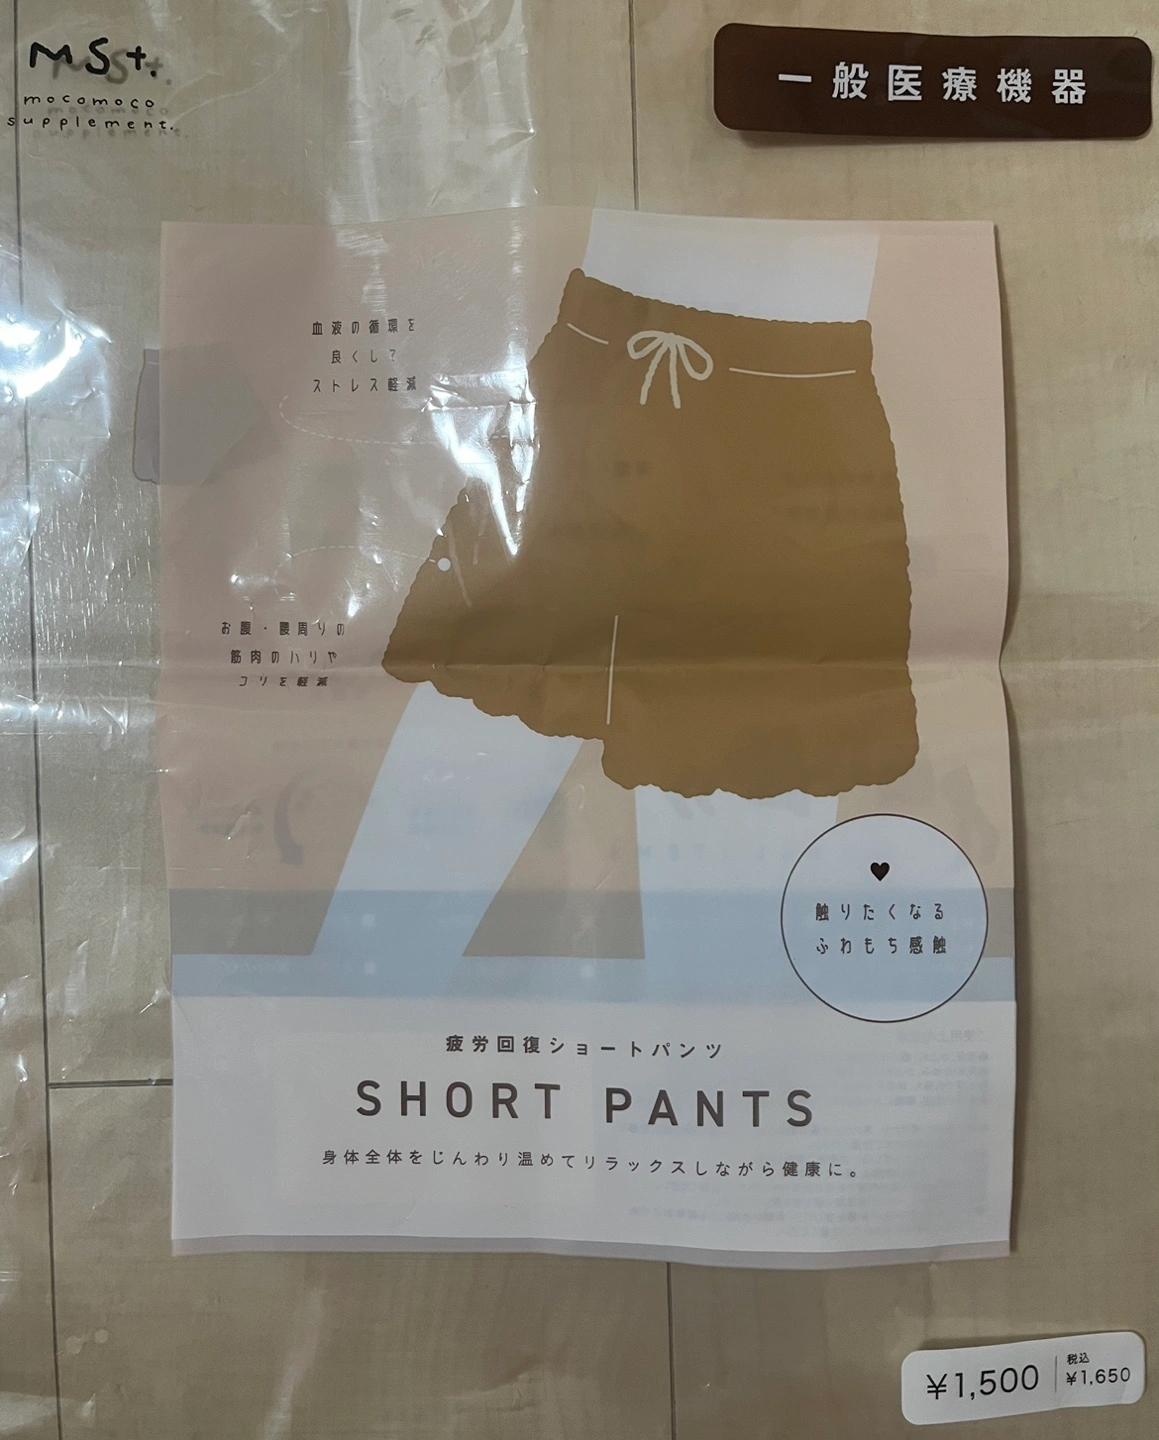 MS+.
mocomoco
supplement.
一般医療機器
血液の循環を
良くして
ストレス軽減
お腹・腰周りの
筋肉のハリや
コリを軽減
触りたくなる
ふわもち感触
疲労回復ショートパンツ
SHORT PANTS
身体全体をじんわり温めてリラックスしながら健康に。
¥1,500
税込
¥1,650